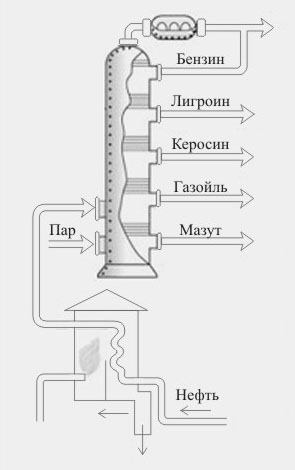 Бензин
Лигроин
Керосин
Газойль
Пар
Мазут
Нефть